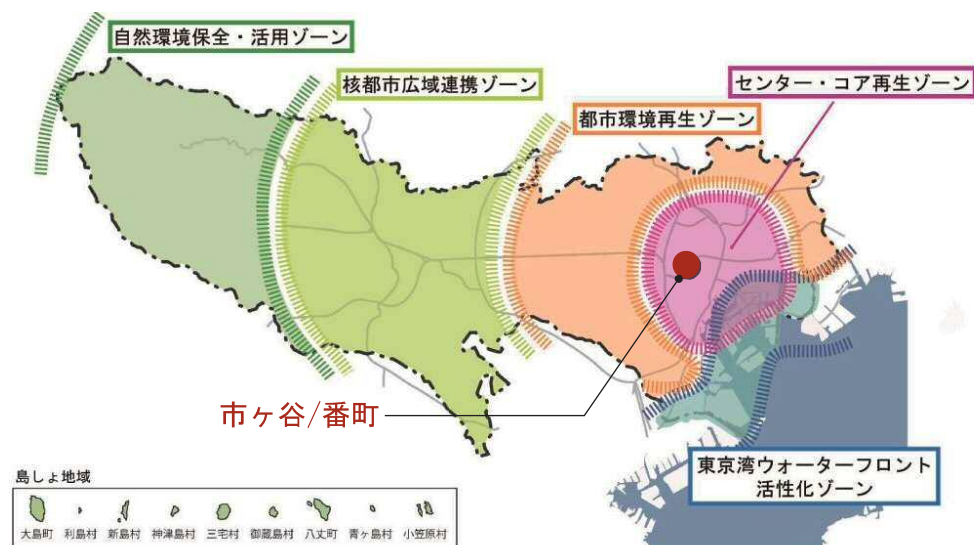 自然環境保全・活用ゾーン
核都市広域連携ゾーン
センター・コア再生ゾーン
都市環境再生ゾーン
市ヶ谷/番町
東京湾ウォーターフロント
活性化ゾーン
島しょ地域
大島町 利島村 新島村 神津島村 三宅村 御蔵島村 八丈町 青ヶ島村 小笠原村